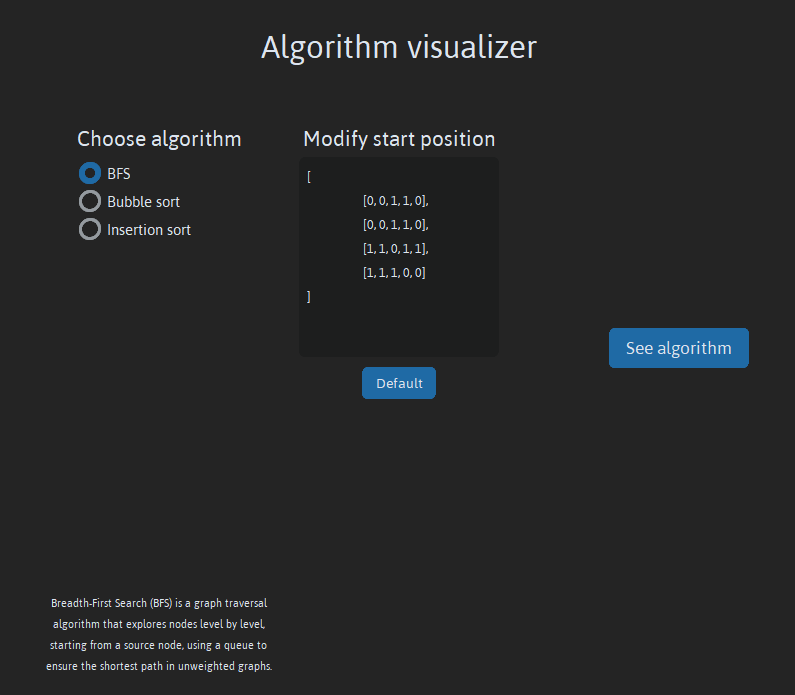 Algorithm visualizer
Choose algorithm
BFS
Bubble sort
Insertion sort
Modify start position
[
[0, 0, 1, 1, 0],
[0, 0, 1, 1, 0],
[1, 1, 0, 1, 1],
[1, 1, 1, 0, 0]
]
Default
See algorithm
Breadth-First Search (BFS) is a graph traversal
algorithm that explores nodes level by level,
starting from a source node, using a queue to
ensure the shortest path in unweighted graphs.